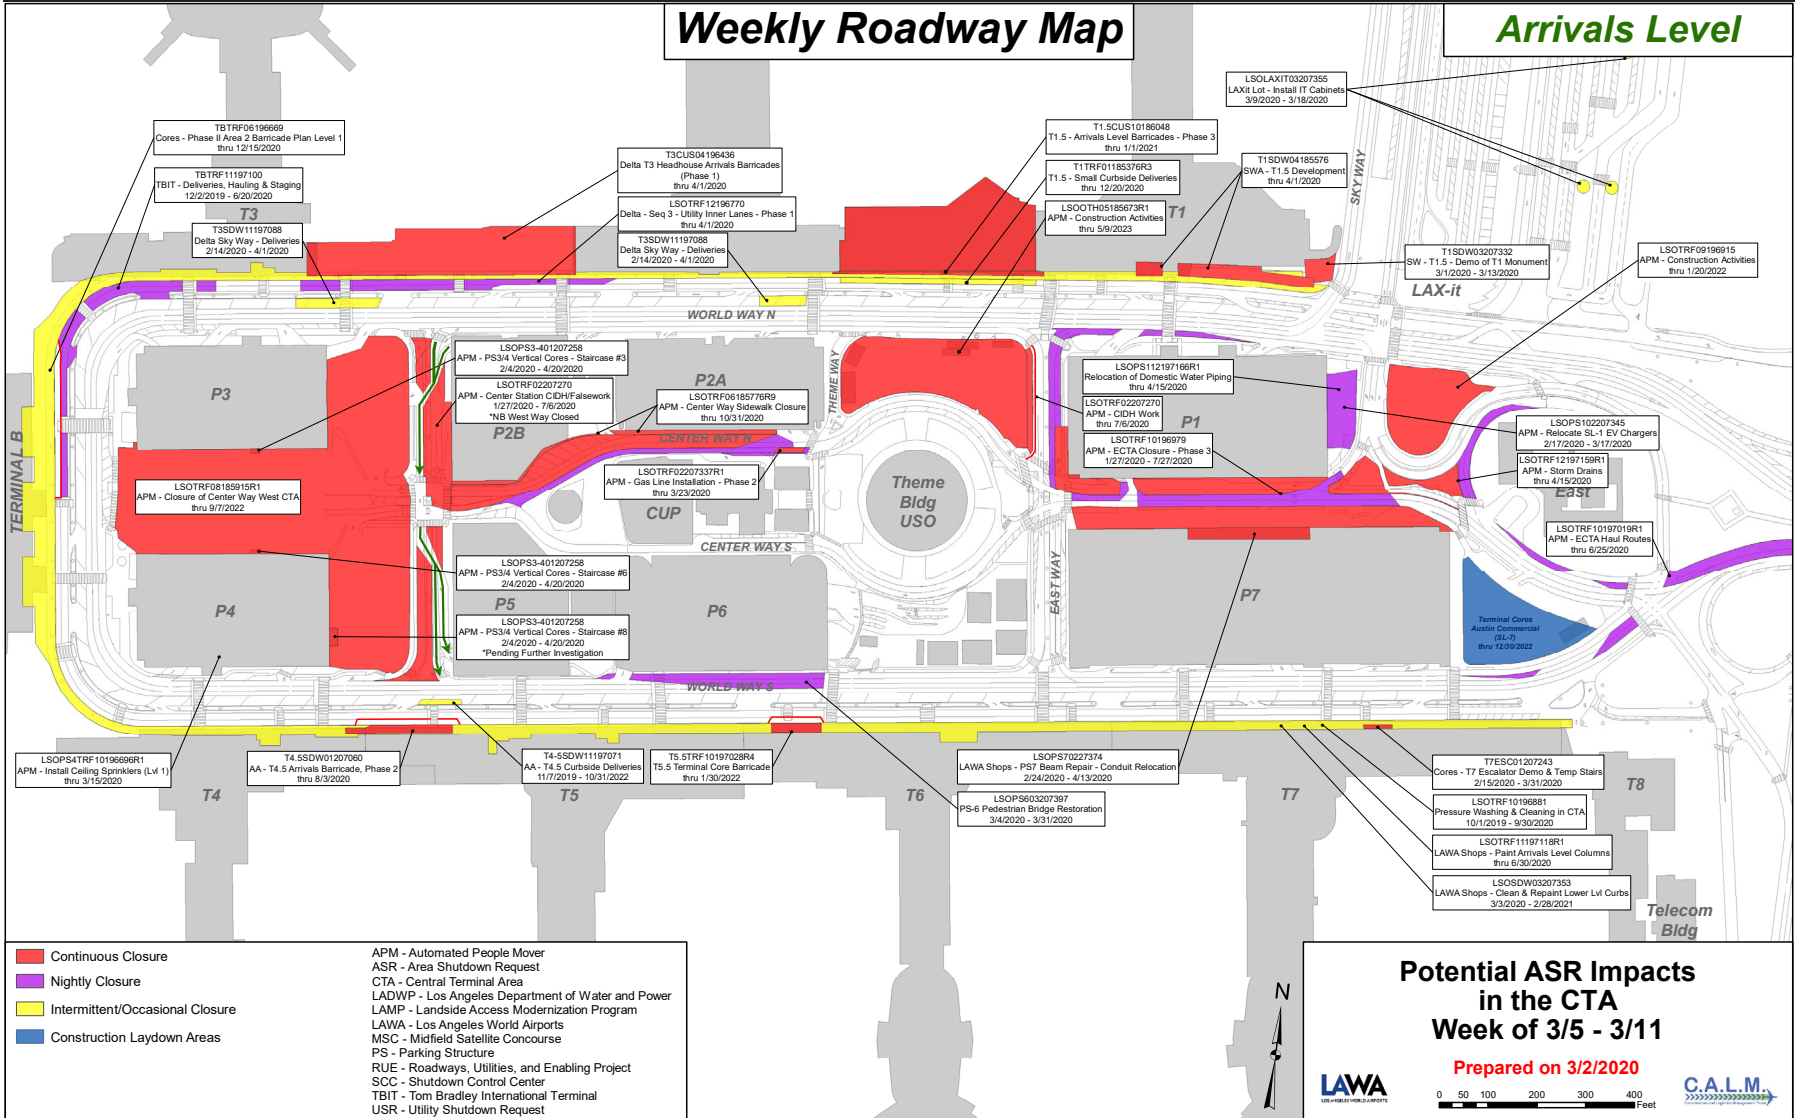 Weekly Roadway Map
Arrivals Level
LSOLAXIT03207355
LAXit Lot - Install IT Cabinets
3/9/2020 - 3/18/2020
TBTRF06196669
Cores - Phase II Area 2 Barricade Plan Level 1
thru 12/15/2020
TBTRF11197100
TBIT - Deliveries, Hauling & Staging
12/2/2019 - 6/20/2020
T3
T3SDW11197088
Delta Sky Way - Deliveries
2/14/2020 - 4/1/2020
T3CUS04196436
Delta T3 Headhouse Arrivals Barricades
(Phase 1)
thru 4/1/2020
LSOTRF12196770
Delta - Seq 3 - Utility Inner Lanes - Phase 1
thru 4/1/2020
T3SDW11197088
Delta Sky Way - Deliveries
2/14/2020 - 4/1/2020
T1.5CUS10186048
T1.5 - Arrivals Level Barricades - Phase 3
thru 1/1/2021
T1TRF01185376R3
T1.5 - Small Curbside Deliveries
thru 12/20/2020
LSOOTH05185673R1
APM - Construction Activities
thru 5/9/2023
T1SDW04185576
SWA - T1.5 Development
thru 4/1/2020
T1
SKY WAY
T1SDW03207332
SW - T1.5 - Demo of T1 Monument
3/1/2020 - 3/13/2020
LAX-it
LSOTRF09196915
APM - Construction Activities
thru 1/20/2022
WORLD WAY N
P3
LSOPS3-401207258
APM - PS3/4 Vertical Cores - Staircase #3
2/4/2020 - 4/20/2020
LSOTRF02207270
APM - Center Station CIDH/Falsework
1/27/2020 - 7/6/2020
*NB West Way Closed
P2B
P2A
LSOTRF06185776R9
APM - Center Way Sidewalk Closure
thru 10/31/2020
CENTER WAY N
THEME WAY
LSOTRF02207337R1
APM - Gas Line Installation - Phase 2
thru 3/23/2020
CUP
Theme
Bldg
USO
LSOPS112197166R1
Relocation of Domestic Water Piping
thru 4/15/2020
LSOTRF02207270
APM - CIDH Work
thru 7/6/2020
P1
LSOTRF10196979
APM - ECTA Closure - Phase 3
1/27/2020 - 7/27/2020
LSOPS102207345
APM - Relocate SL-1 EV Chargers
2/17/2020 - 3/17/2020
LSOTRF12197159R1
APM - Storm Drains
thru 4/15/2020
East
LSOTRF10197019R1
APM - ECTA Haul Routes
thru 6/25/2020
TERMINAL B
LSOTRF08185915R1
APM - Closure of Center Way West CTA
thru 9/7/2022
CENTER WAY S
LSOPS3-401207258
APM - PS3/4 Vertical Cores - Staircase #6
2/4/2020 - 4/20/2020
P4
P5
LSOPS3-401207258
APM - PS3/4 Vertical Cores - Staircase #8
2/4/2020 - 4/20/2020
*Pending Further Investigation
P6
EAST WAY
P7
Terminal Cores
Austin Commercial
(SL-7)
thru 12/30/2022
WORLD WAY S
LSOPS4TRF10196696R1
APM - Install Ceiling Sprinklers (Lvl 1)
thru 3/15/2020
T4.5SDW01207060
AA - T4.5 Arrivals Barricade, Phase 2
thru 8/3/2020
T4-5SDW11197071
AA - T4.5 Curbside Deliveries
11/7/2019 - 10/31/2022
T5.5TRF10197028R4
T5.5 Terminal Core Barricade
thru 1/30/2022
LSOPS70227374
LAWA Shops - PS7 Beam Repair - Conduit Relocation
2/24/2020 - 4/13/2020
LSOPS603207397
PS-6 Pedestrian Bridge Restoration
3/4/2020 - 3/31/2020
T7ESC01207243
Cores - T7 Escalator Demo & Temp Stairs
2/15/2020 - 3/31/2020
LSOTRF10196881
Pressure Washing & Cleaning in CTA
10/1/2019 - 9/30/2020
LSOTRF11197118R1
LAWA Shops - Paint Arrivals Level Columns
thru 6/30/2020
LSOSDW03207353
LAWA Shops - Clean & Repaint Lower Lvl Curbs
3/3/2020 - 2/28/2021
T4
T5
T6
T7
T8
Telecom
Bldg
Continuous Closure
Nightly Closure
Intermittent/Occasional Closure
Construction Laydown Areas
APM - Automated People Mover
ASR - Area Shutdown Request
CTA - Central Terminal Area
LADWP - Los Angeles Department of Water and Power
LAMP - Landside Access Modernization Program
LAWA - Los Angeles World Airports
MSC - Midfield Satellite Concourse
PS - Parking Structure
RUE - Roadways, Utilities, and Enabling Project
SCC - Shutdown Control Center
TBIT - Tom Bradley International Terminal
USR - Utility Shutdown Request
N
Potential ASR Impacts
in the CTA
Week of 3/5 - 3/11
Prepared on 3/2/2020
LAWA
LOS ANGELES WORLD AIRPORTS
0 50 100 200 300 400
Feet
C.A.L.M.